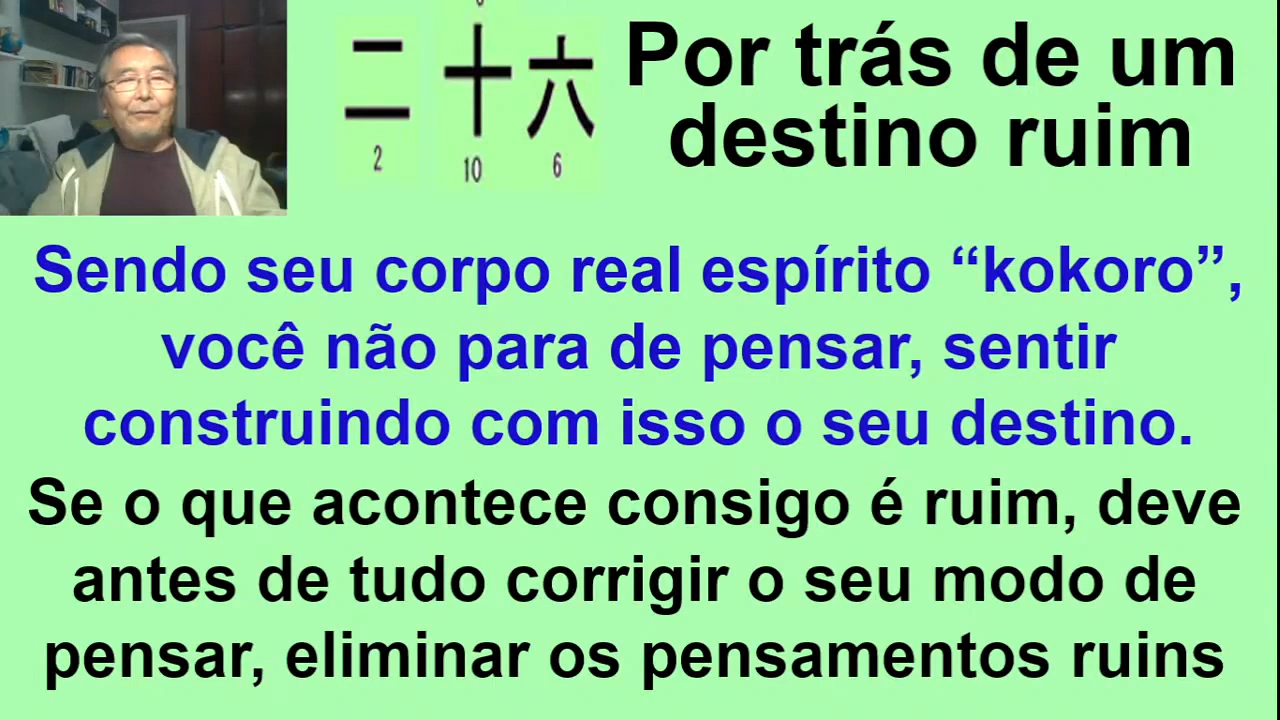 二 十 六
2 10 6
Por trás de um
destino ruim
Sendo seu corpo real espírito “kokoro”,
você não para de pensar, sentir
construindo com isso o seu destino.
Se o que acontece consigo é ruim, deve
antes de tudo corrigir o seu modo de
pensar, eliminar os pensamentos ruins